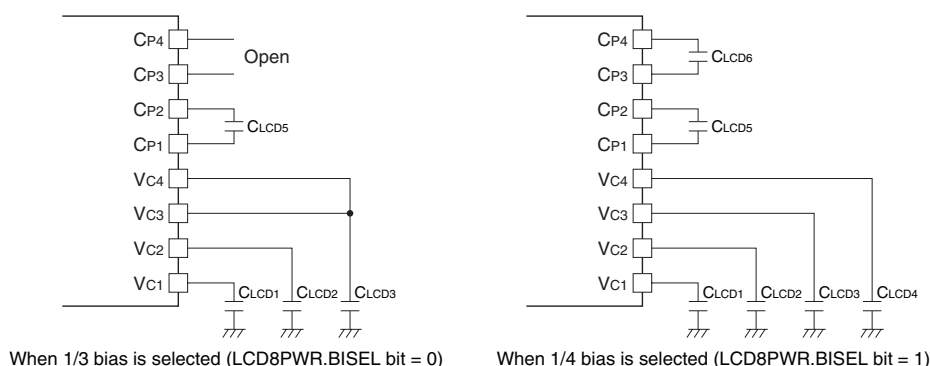 CP4
Open
CP3
CP2
CLCD5
CP1
VC4
VC3
VC2
VC1
CLCD1 CLCD2 CLCD3
When 1/3 bias is selected (LCD8PWR.BISEL bit = 0)
CP4
CLCD6
CP3
CP2
CLCD5
CP1
VC4
VC3
VC2
VC1
CLCD1 CLCD2 CLCD3 CLCD4
When 1/4 bias is selected (LCD8PWR.BISEL bit = 1)